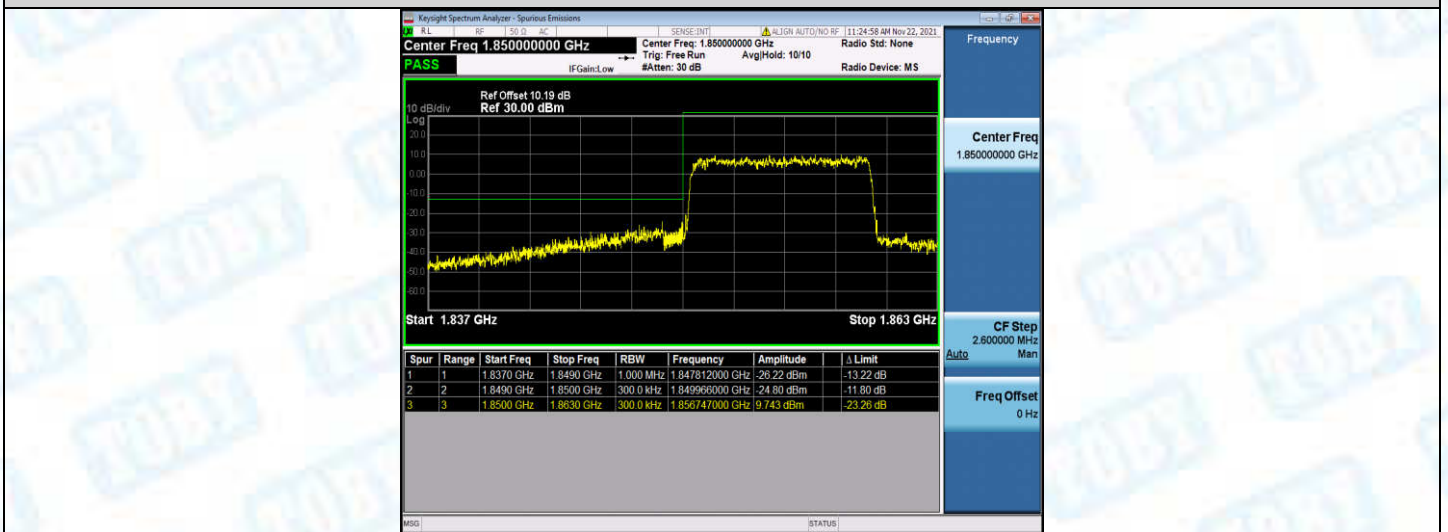 Keysight Spectrum Analyzer - Spurious Emissions
RL RF 50 Ω AC SENSE:INT ALIGN AUTO/NO RF 11:24:58 AM Nov 22, 2021
Center Freq 1.850000000 GHz Center Freq: 1.850000000 GHz Radio Std: None Frequency
Trig: Free Run Avg|Hold: 10/10
PASS IFGain:Low #Atten: 30 dB Radio Device: MS
Ref Offset 10.19 dB
10 dB/div Ref 30.00 dBm
Log
20.0
10.0
0.00
-10.0
-20.0
-30.0
-40.0
-50.0
-60.0
Start 1.837 GHz Stop 1.863 GHz
Center Freq
1.850000000 GHz
CF Step
2.600000 MHz
Auto Man
Freq Offset
0 Hz
Spur Range Start Freq Stop Freq RBW Frequency Amplitude Δ Limit
1 1 1.8370 GHz 1.8490 GHz 1.000 MHz 1.847812000 GHz -26.22 dBm -13.22 dB
2 2 1.8490 GHz 1.8500 GHz 300.0 kHz 1.849966000 GHz -24.80 dBm -11.80 dB
3 3 1.8500 GHz 1.8630 GHz 300.0 kHz 1.856747000 GHz 9.743 dBm -23.26 dB
MSG STATUS